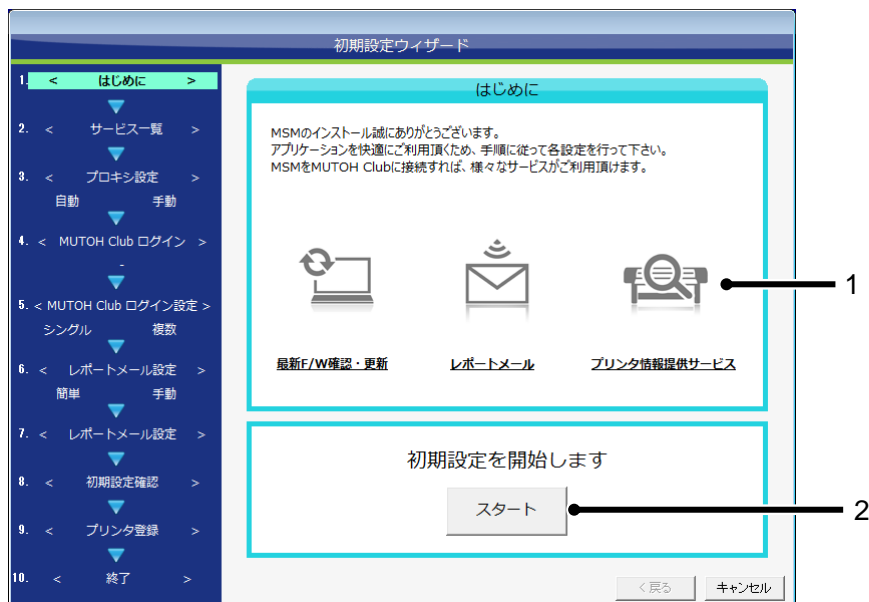 初期設定ウィザード
1. < はじめに >
2. < サービス一覧 >
3. < プロキシ設定 >
自動 手動
4. < MUTOH Club ログイン >
-
5. < MUTOH Club ログイン設定 >
シングル 複数
6. < レポートメール設定 >
簡単 手動
7. < レポートメール設定 >
8. < 初期設定確認 >
9. < プリンタ登録 >
10. < 終了 >
はじめに
MSMのインストール誠にありがとうございます。
アプリケーションを快適にご利用頂くため、手順に従って各設定を行って下さい。
MSMをMUTOH Clubに接続すれば、様々なサービスがご利用頂けます。
1
最新F/W確認・更新 レポートメール プリンタ情報提供サービス
初期設定を開始します
スタート
2
<戻る キャンセル